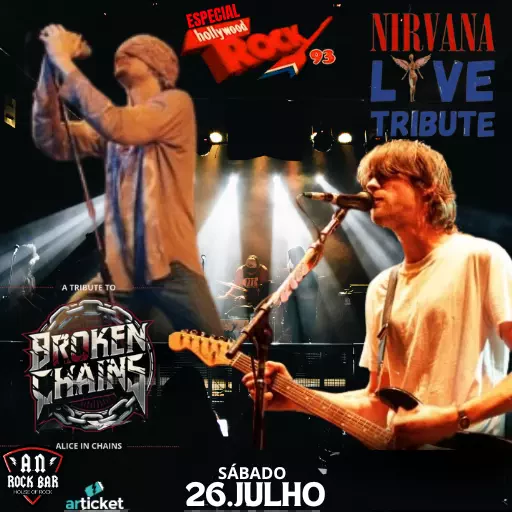 ESPECIAL
hollywood
Rock
93
NIRVANA
LIVE
TRIBUTE
A TRIBUTE TO
BROKEN
CHAINS
ALICE IN CHAINS
AN
ROCK BAR
HOUSE OF ROCK
articket
SÁBADO
26.JULHO